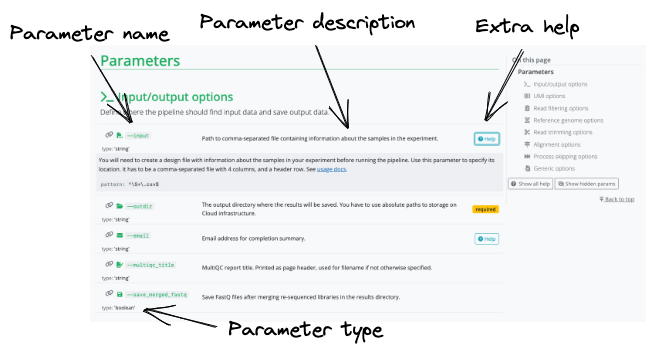 Parameter name
Parameter description
Extra help
Parameters
On this page
Parameters
Input/output options
UMI options
Read filtering options
Reference genome options
Read trimming options
Alignment options
Process skipping options
Generic options
Show all help
Show hidden params
Back to top
>_ Input/output options
Define where the pipeline should find input data and save output data.
--input
Path to comma-separated file containing information about the samples in the experiment.
Help
type: 'string'
You will need to create a design file with information about the samples in your experiment before running the pipeline. Use this parameter to specify its
location. It has to be a comma-separated file with 4 columns, and a header row. See usage docs.
pattern: ^\S+\.csv$
--outdir
The output directory where the results will be saved. You have to use absolute paths to storage on
Cloud infrastructure.
required
type: 'string'
--email
Email address for completion summary.
Help
type: 'string'
--multiqc_title
MultiQC report title. Printed as page header, used for filename if not otherwise specified.
type: 'string'
--save_merged_fastq
Save FastQ files after merging re-sequenced libraries in the results directory.
type: 'boolean'
Parameter type